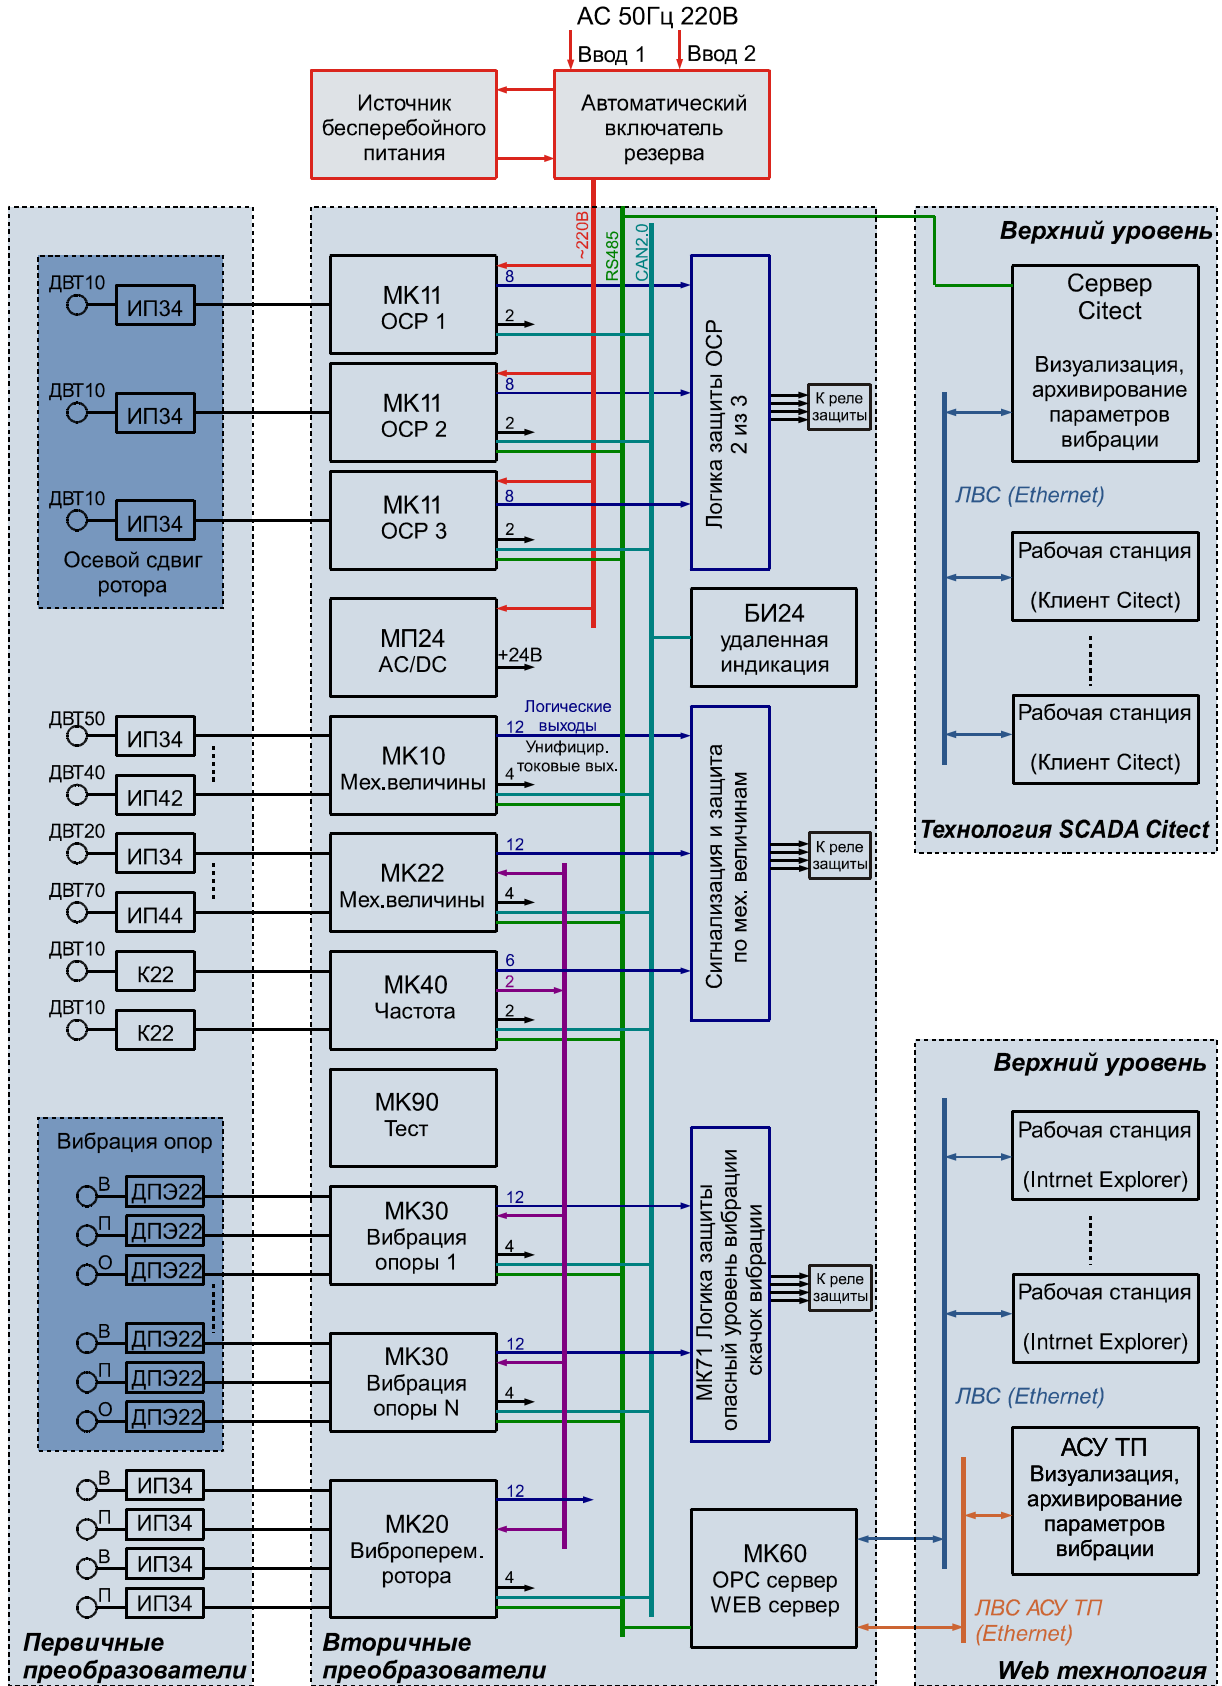 АС 50Гц 220В
Ввод 1
Ввод 2
Источник
бесперебойного
питания
Автоматический
включатель
резерва
~220В
RS485
CAN2.0
ДВТ10
ИП34
ДВТ10
ИП34
ДВТ10
ИП34
Осевой сдвиг
ротора
МК11
ОСР 1
8
2
МК11
ОСР 2
8
2
МК11
ОСР 3
8
2
Логика защиты ОСР
2 из 3
К реле
защиты
МП24
AC/DC
+24В
БИ24
удаленная
индикация
ДВТ50
ИП34
ДВТ40
ИП42
МК10
Мех.величины
12
Логические
выходы
Унифицир.
токовые вых.
4
ДВТ20
ИП34
ДВТ70
ИП44
МК22
Мех.величины
12
4
ДВТ10
К22
ДВТ10
К22
МК40
Частота
6
2
2
Сигнализация и защита
по мех. величинам
К реле
защиты
МК90
Тест
Вибрация опор
В
ДПЭ22
П
ДПЭ22
О
ДПЭ22
МК30
Вибрация
опоры 1
12
4
В
ДПЭ22
П
ДПЭ22
О
ДПЭ22
МК30
Вибрация
опоры N
12
4
МК71 Логика защиты
опасный уровень вибрации
скачок вибрации
К реле
защиты
В
ИП34
П
ИП34
В
ИП34
П
ИП34
МК20
Виброперем.
ротора
12
4
МК60
OPC сервер
WEB сервер
Первичные
преобразователи
Вторичные
преобразователи
Верхний уровень
Сервер
Citect
Визуализация,
архивирование
параметров
вибрации
ЛВС (Ethernet)
Рабочая станция
(Клиент Citect)
Рабочая станция
(Клиент Citect)
Технология SCADA Citect
Верхний уровень
Рабочая станция
(Intrnet Explorer)
Рабочая станция
(Intrnet Explorer)
ЛВС (Ethernet)
АСУ ТП
Визуализация,
архивирование
параметров
вибрации
ЛВС АСУ ТП
(Ethernet)
Web технология